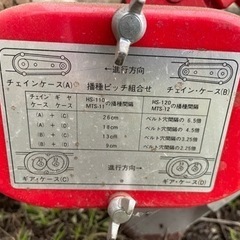 進行方向
チェインケース(A)
播種ピッチ組合せ
チェイン・ケース(B)
チェイン ケース
ギヤ ケース
HS-110 MTS-11 の播種間隔
HS-120 MTS-12 の播種間隔
A + D 26cm ベルト穴間隔の 6.5倍
A + C 18cm ベルト穴間隔の 4.5倍
B + D 13cm ベルト穴間隔の3.25倍
B + C 9cm ベルト穴間隔の2.25倍
ギア・ケース(C)
ギア・ケース(D)
進行方向